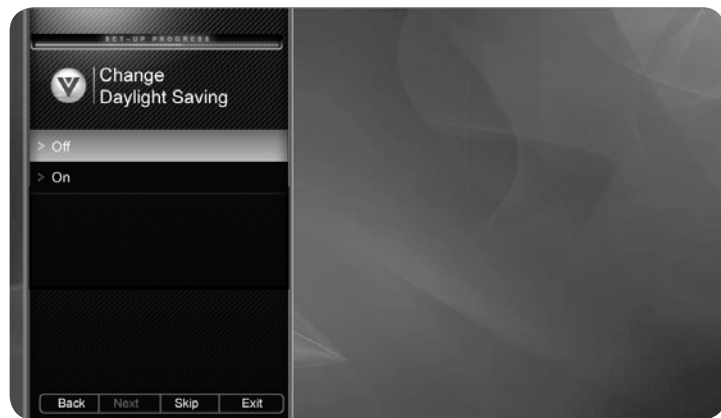 SET-UP PROGRESS
V
Change
Daylight Saving
> Off
> On
Back Next Skip Exit